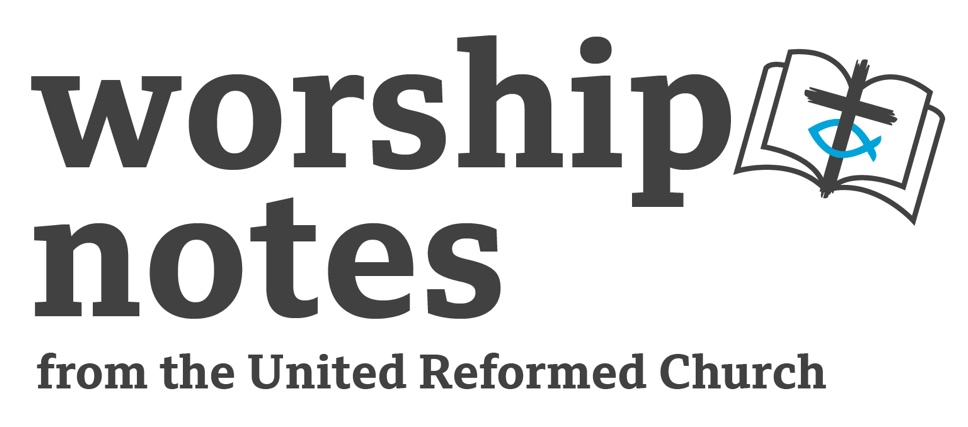 worship
notes
from the United Reformed Church